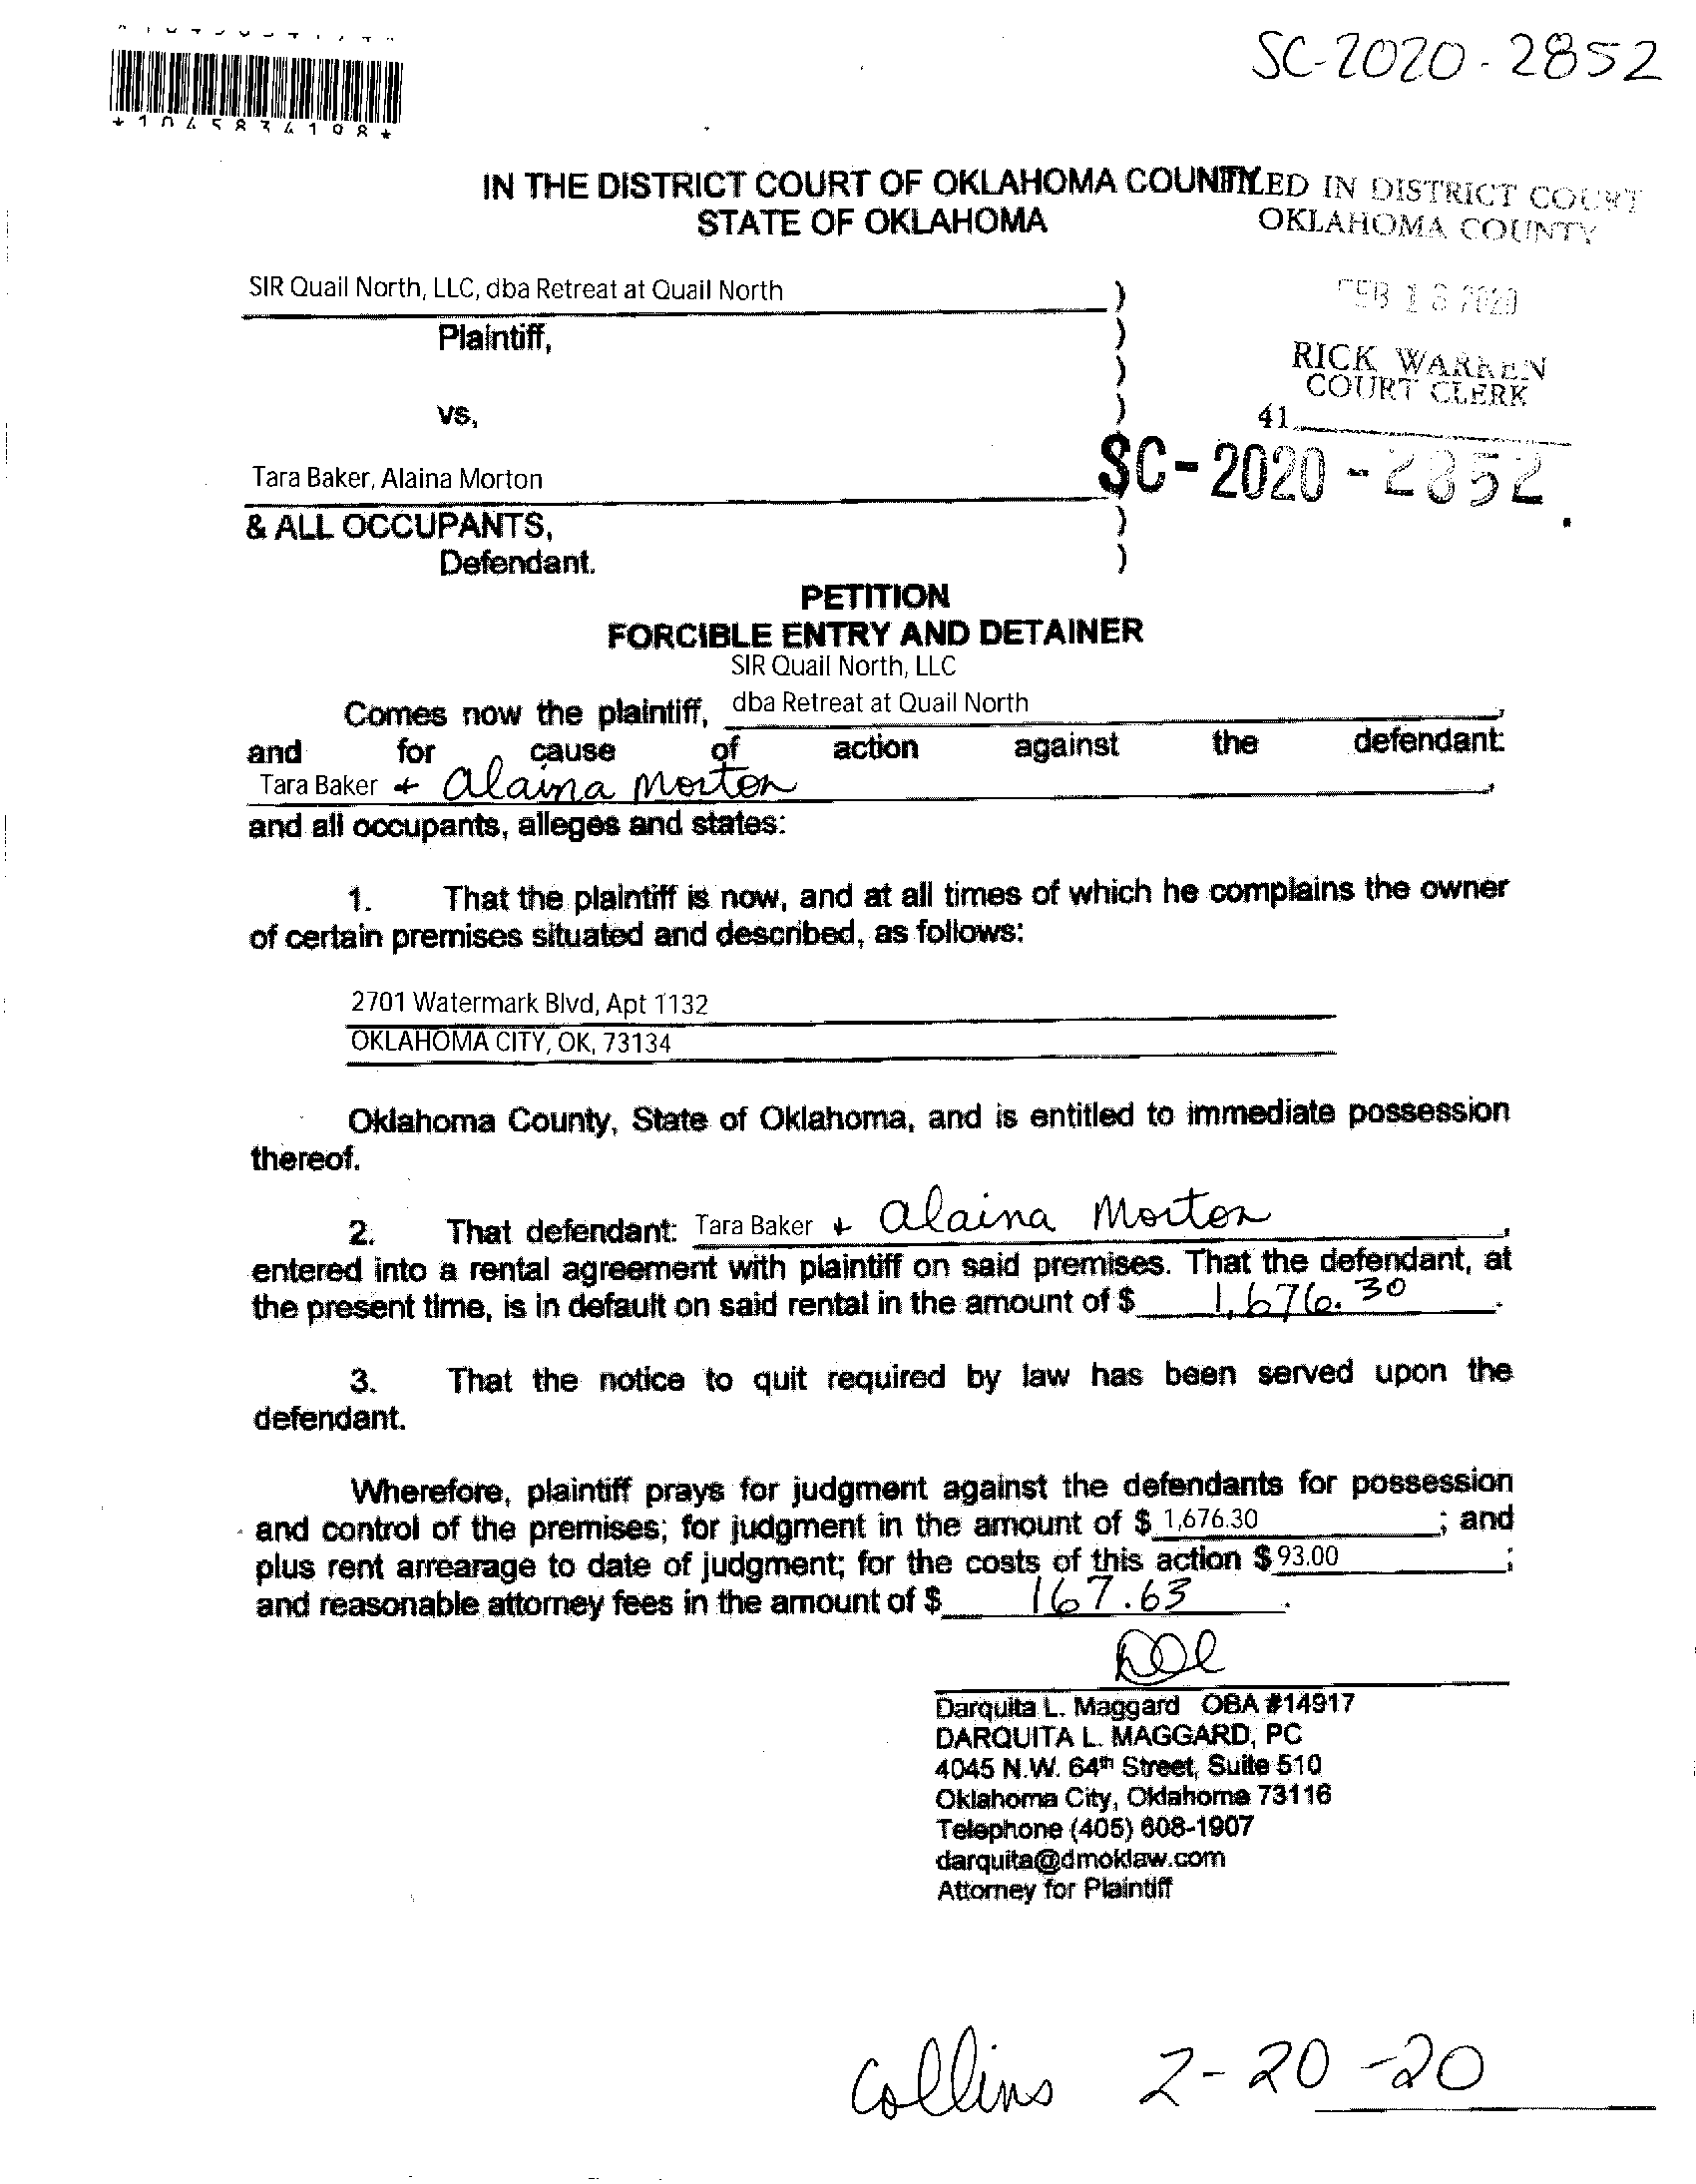 SC-2020-2852
IN THE DISTRICT COURT OF OKLAHOMA COUNTY
STATE OF OKLAHOMA
FILED IN DISTRICT COURT
OKLAHOMA COUNTY
SIR Quail North, LLC, dba Retreat at Quail North )
Plaintiff, )
FEB 18 2020
)
RICK WARREN
COURT CLERK
vs, )
41
SC-2020-2852
Tara Baker, Alaina Morton
& ALL OCCUPANTS, )
Defendant. )
PETITION
FORCIBLE ENTRY AND DETAINER
SIR Quail North, LLC
Comes now the plaintiff, dba Retreat at Quail North ,
and for cause of action against the defendant:
Tara Baker + Alaina Morton ,
and all occupants, alleges and states:
1. That the plaintiff is now, and at all times of which he complains the owner
of certain premises situated and described, as follows:
2701 Watermark Blvd, Apt 1132
OKLAHOMA CITY, OK, 73134
Oklahoma County, State of Oklahoma, and is entitled to immediate possession
thereof.
2. That defendant: Tara Baker + Alaina Morton ,
entered into a rental agreement with plaintiff on said premises. That the defendant, at
the present time, is in default on said rental in the amount of $ 1,676.30 .
3. That the notice to quit required by law has been served upon the
defendant.
Wherefore, plaintiff prays for judgment against the defendants for possession
and control of the premises; for judgment in the amount of $ 1,676.30 ; and
plus rent arrearage to date of judgment; for the costs of this action $ 93.00 ;
and reasonable attorney fees in the amount of $ 167.63 .
Darquita L. Maggard OBA #14917
DARQUITA L. MAGGARD, PC
4045 N.W. 64th Street, Suite 510
Oklahoma City, Oklahoma 73116
Telephone (405) 608-1907
darquita@dmoklaw.com
Attorney for Plaintiff
Collins 2-20-20